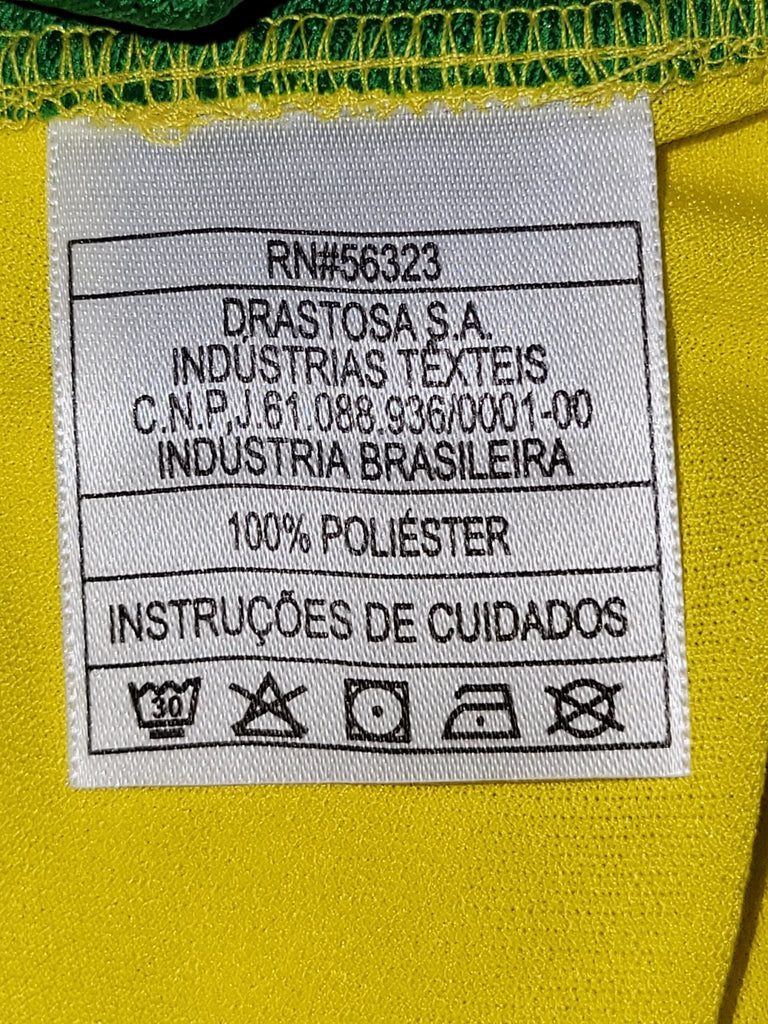 RN#56323
DRASTOSA S.A.
INDÚSTRIAS TÊXTEIS
C.N.P.J.61.088.936/0001-00
INDÚSTRIA BRASILEIRA
100% POLIÉSTER
INSTRUÇÕES DE CUIDADOS
30